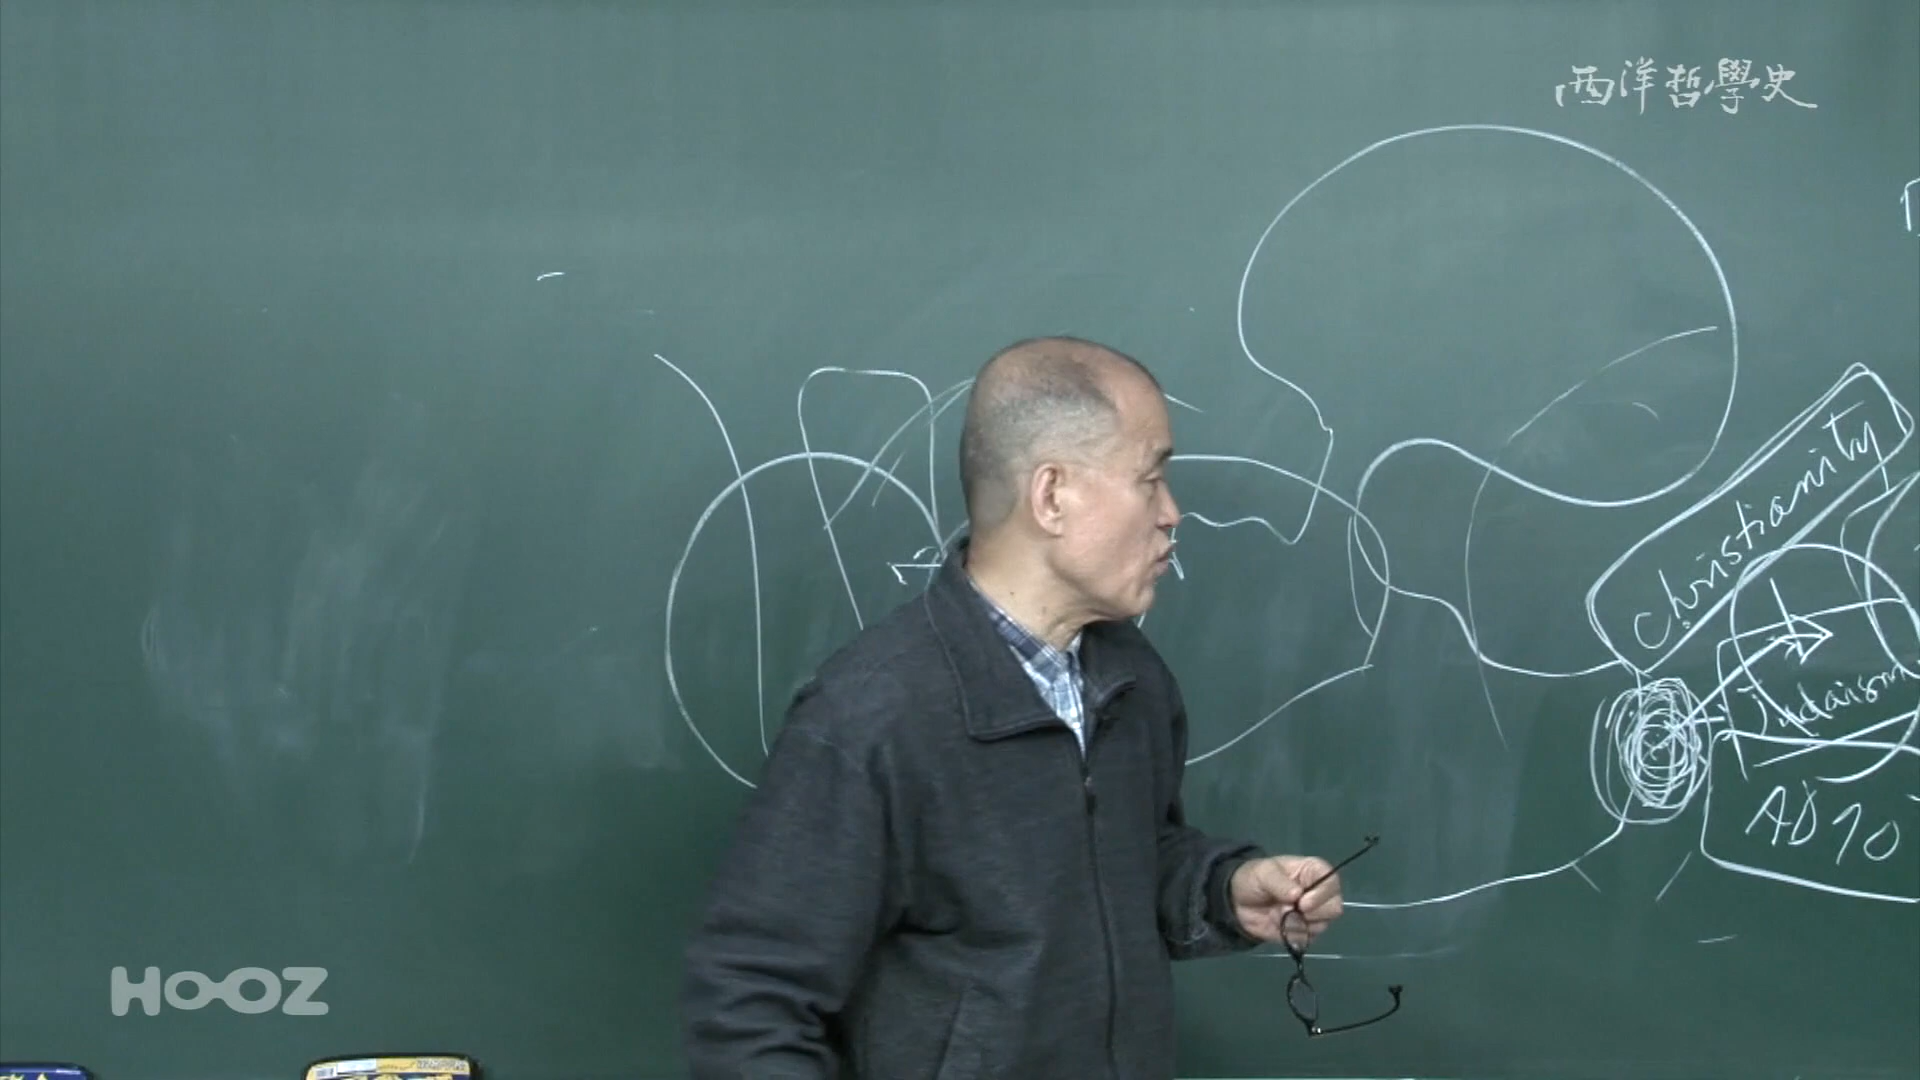 西洋哲學史
Christianity
Judaism
AD 70
HOOZ